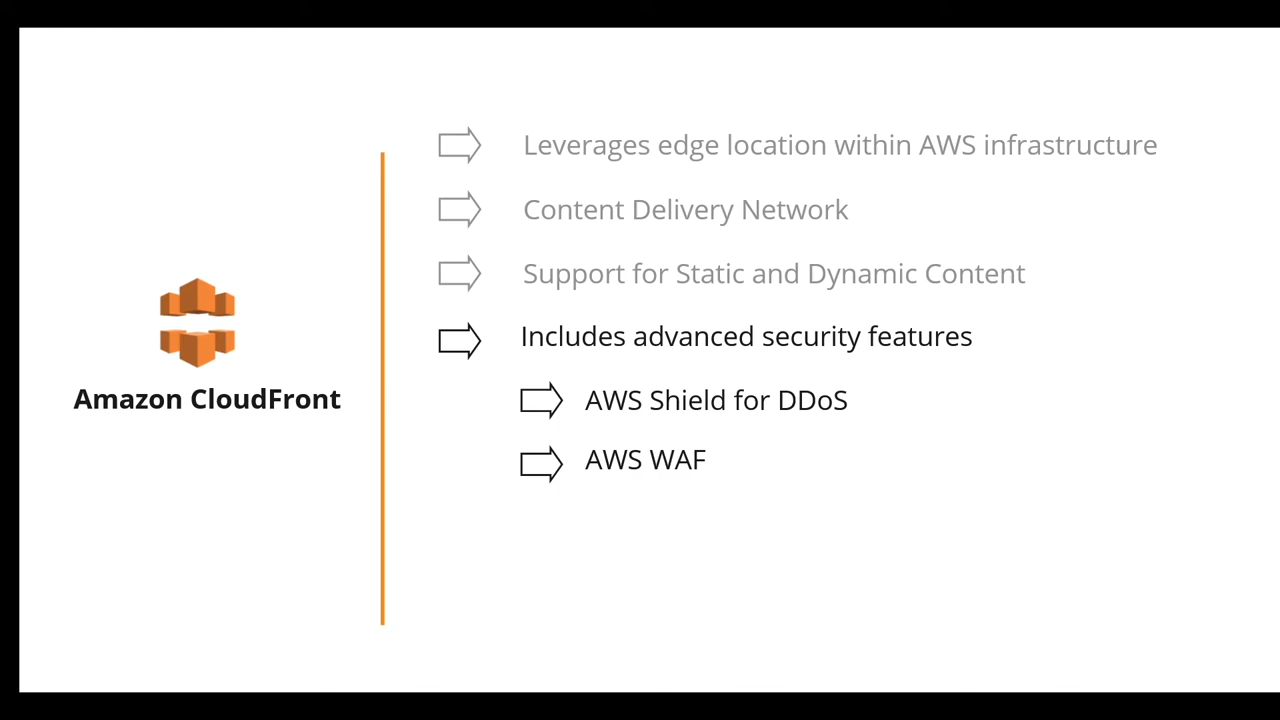 Leverages edge location within AWS infrastructure
Content Delivery Network
Support for Static and Dynamic Content
Includes advanced security features
AWS Shield for DDoS
AWS WAF
Amazon CloudFront